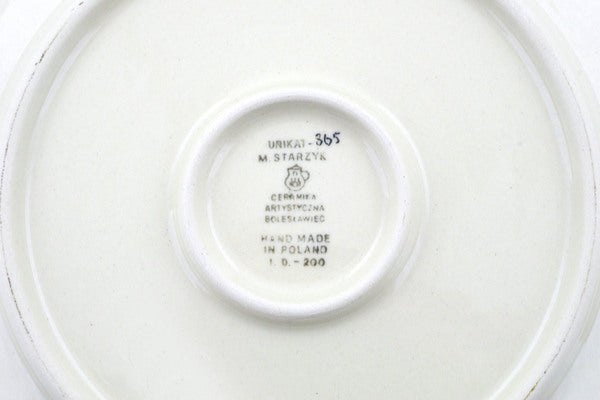 UNIKAT - 365
M. STARZYK
CERAMIKA
ARTYSTYCZNA
BOLESŁAWIEC
HAND MADE
IN POLAND
I. D. - 200